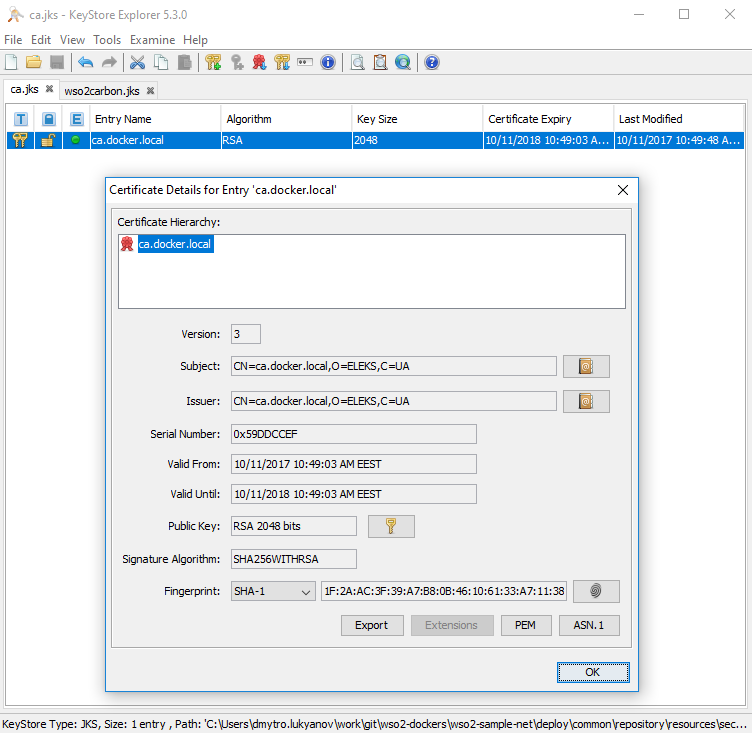 ca.jks - KeyStore Explorer 5.3.0
File Edit View Tools Examine Help
ca.jks wso2carbon.jks
T E Entry Name Algorithm Key Size Certificate Expiry Last Modified
ca.docker.local RSA 2048 10/11/2018 10:49:03 A... 10/11/2017 10:49:48 A...
Certificate Details for Entry 'ca.docker.local'
Certificate Hierarchy:
ca.docker.local
Version: 3
Subject: CN=ca.docker.local,O=ELEKS,C=UA
Issuer: CN=ca.docker.local,O=ELEKS,C=UA
Serial Number: 0x59DDCCEF
Valid From: 10/11/2017 10:49:03 AM EEST
Valid Until: 10/11/2018 10:49:03 AM EEST
Public Key: RSA 2048 bits
Signature Algorithm: SHA256WITHRSA
Fingerprint: SHA-1 1F:2A:AC:3F:39:A7:B8:0B:46:10:61:33:A7:11:38
Export Extensions PEM ASN.1
OK
KeyStore Type: JKS, Size: 1 entry , Path: 'C:\Users\dmytro.lukyanov\work\git\wso2-dockers\wso2-sample-net\deploy\common\repository\resources\sec...